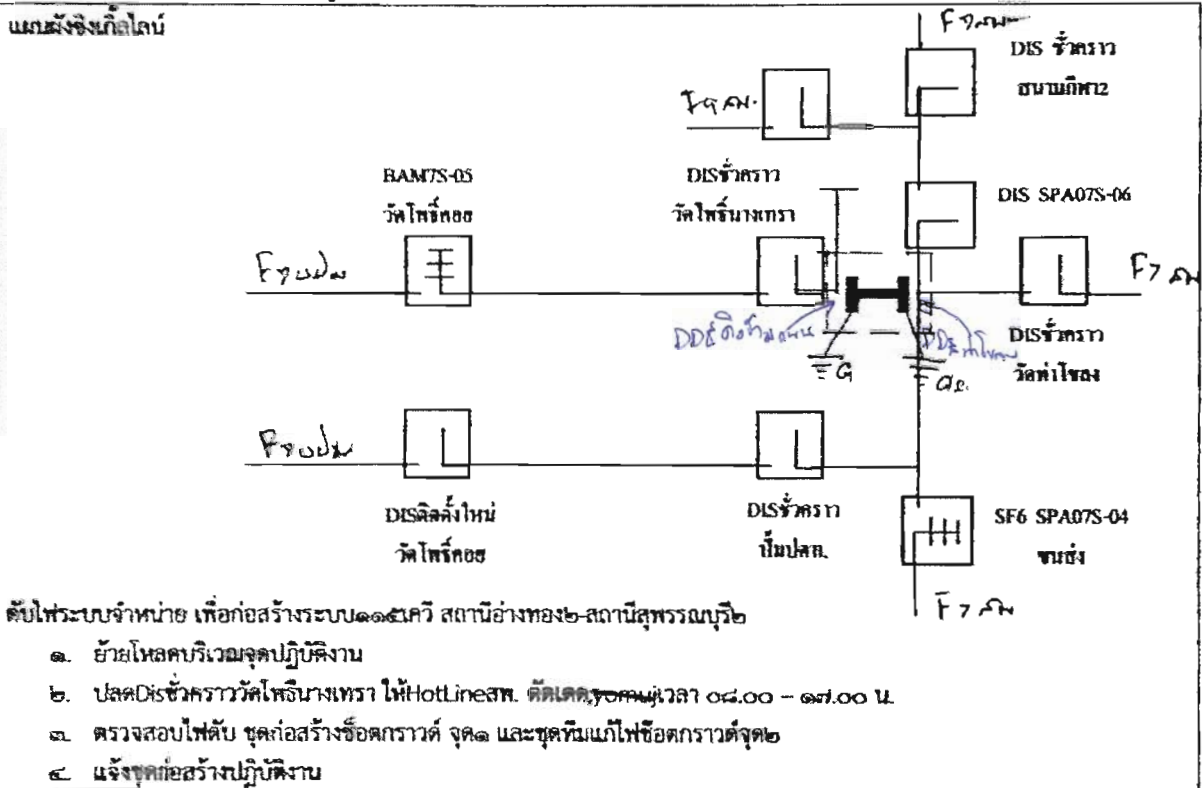 แผนผังซิงเกิ้ลไลน์
DIS ชั่วคราว
สนามกีฬา2
BAM7S-05
วัดโพธิ์คอย
DISชั่วคราว
วัดโพธิ์นางเทรา
DIS SPA07S-06
DISชั่วคราว
วัดท่าโขลง
DISติดตั้งใหม่
วัดโพธิ์คอย
DISชั่วคราว
ปั๊มปตท.
SF6 SPA07S-04
ขนส่ง
ดับไฟระบบจำหน่าย เพื่อก่อสร้างระบบ๑๑๕เควี สถานีอ่างทอง๒-สถานีสุพรรณบุรี๒
๑. ย้ายโหลดบริเวณจุดปฏิบัติงาน
๒. ปลดDisชั่วคราววัดโพธิ์นางเทรา ให้HotLineสพ. ตัดเดด เวลา ๐๘.๐๐ – ๑๗.๐๐ น.
๓. ตรวจสอบไฟดับ ชุดก่อสร้างช็อตกราวด์ จุด๑ และชุดทีมแก้ไฟช็อตกราวด์จุด๒
๔. แจ้งชุดก่อสร้างปฏิบัติงาน